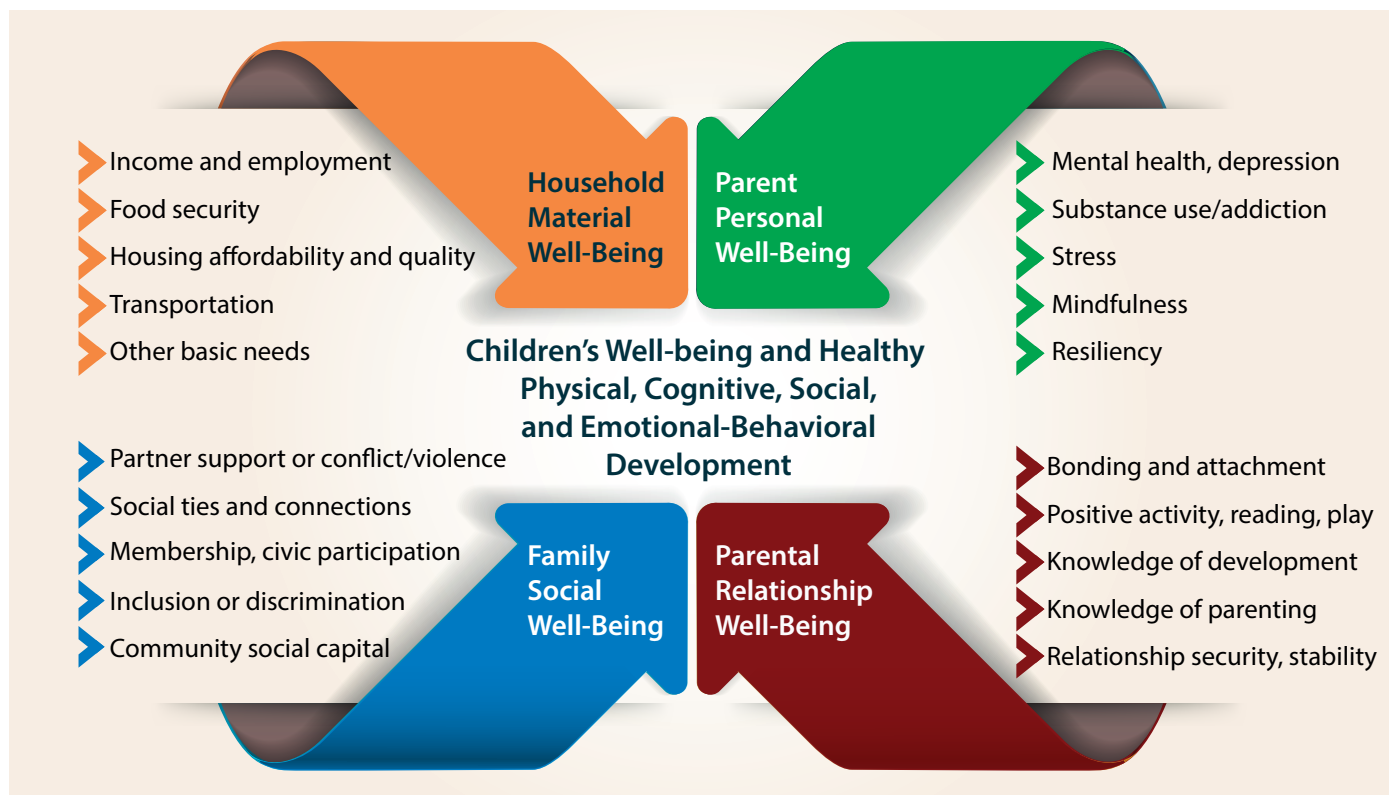 Household
Material
Well-Being
Income and employment
Food security
Housing affordability and quality
Transportation
Other basic needs
Parent
Personal
Well-Being
Mental health, depression
Substance use/addiction
Stress
Mindfulness
Resiliency
Children’s Well-being and Healthy
Physical, Cognitive, Social,
and Emotional-Behavioral
Development
Family
Social
Well-Being
Partner support or conflict/violence
Social ties and connections
Membership, civic participation
Inclusion or discrimination
Community social capital
Parental
Relationship
Well-Being
Bonding and attachment
Positive activity, reading, play
Knowledge of development
Knowledge of parenting
Relationship security, stability